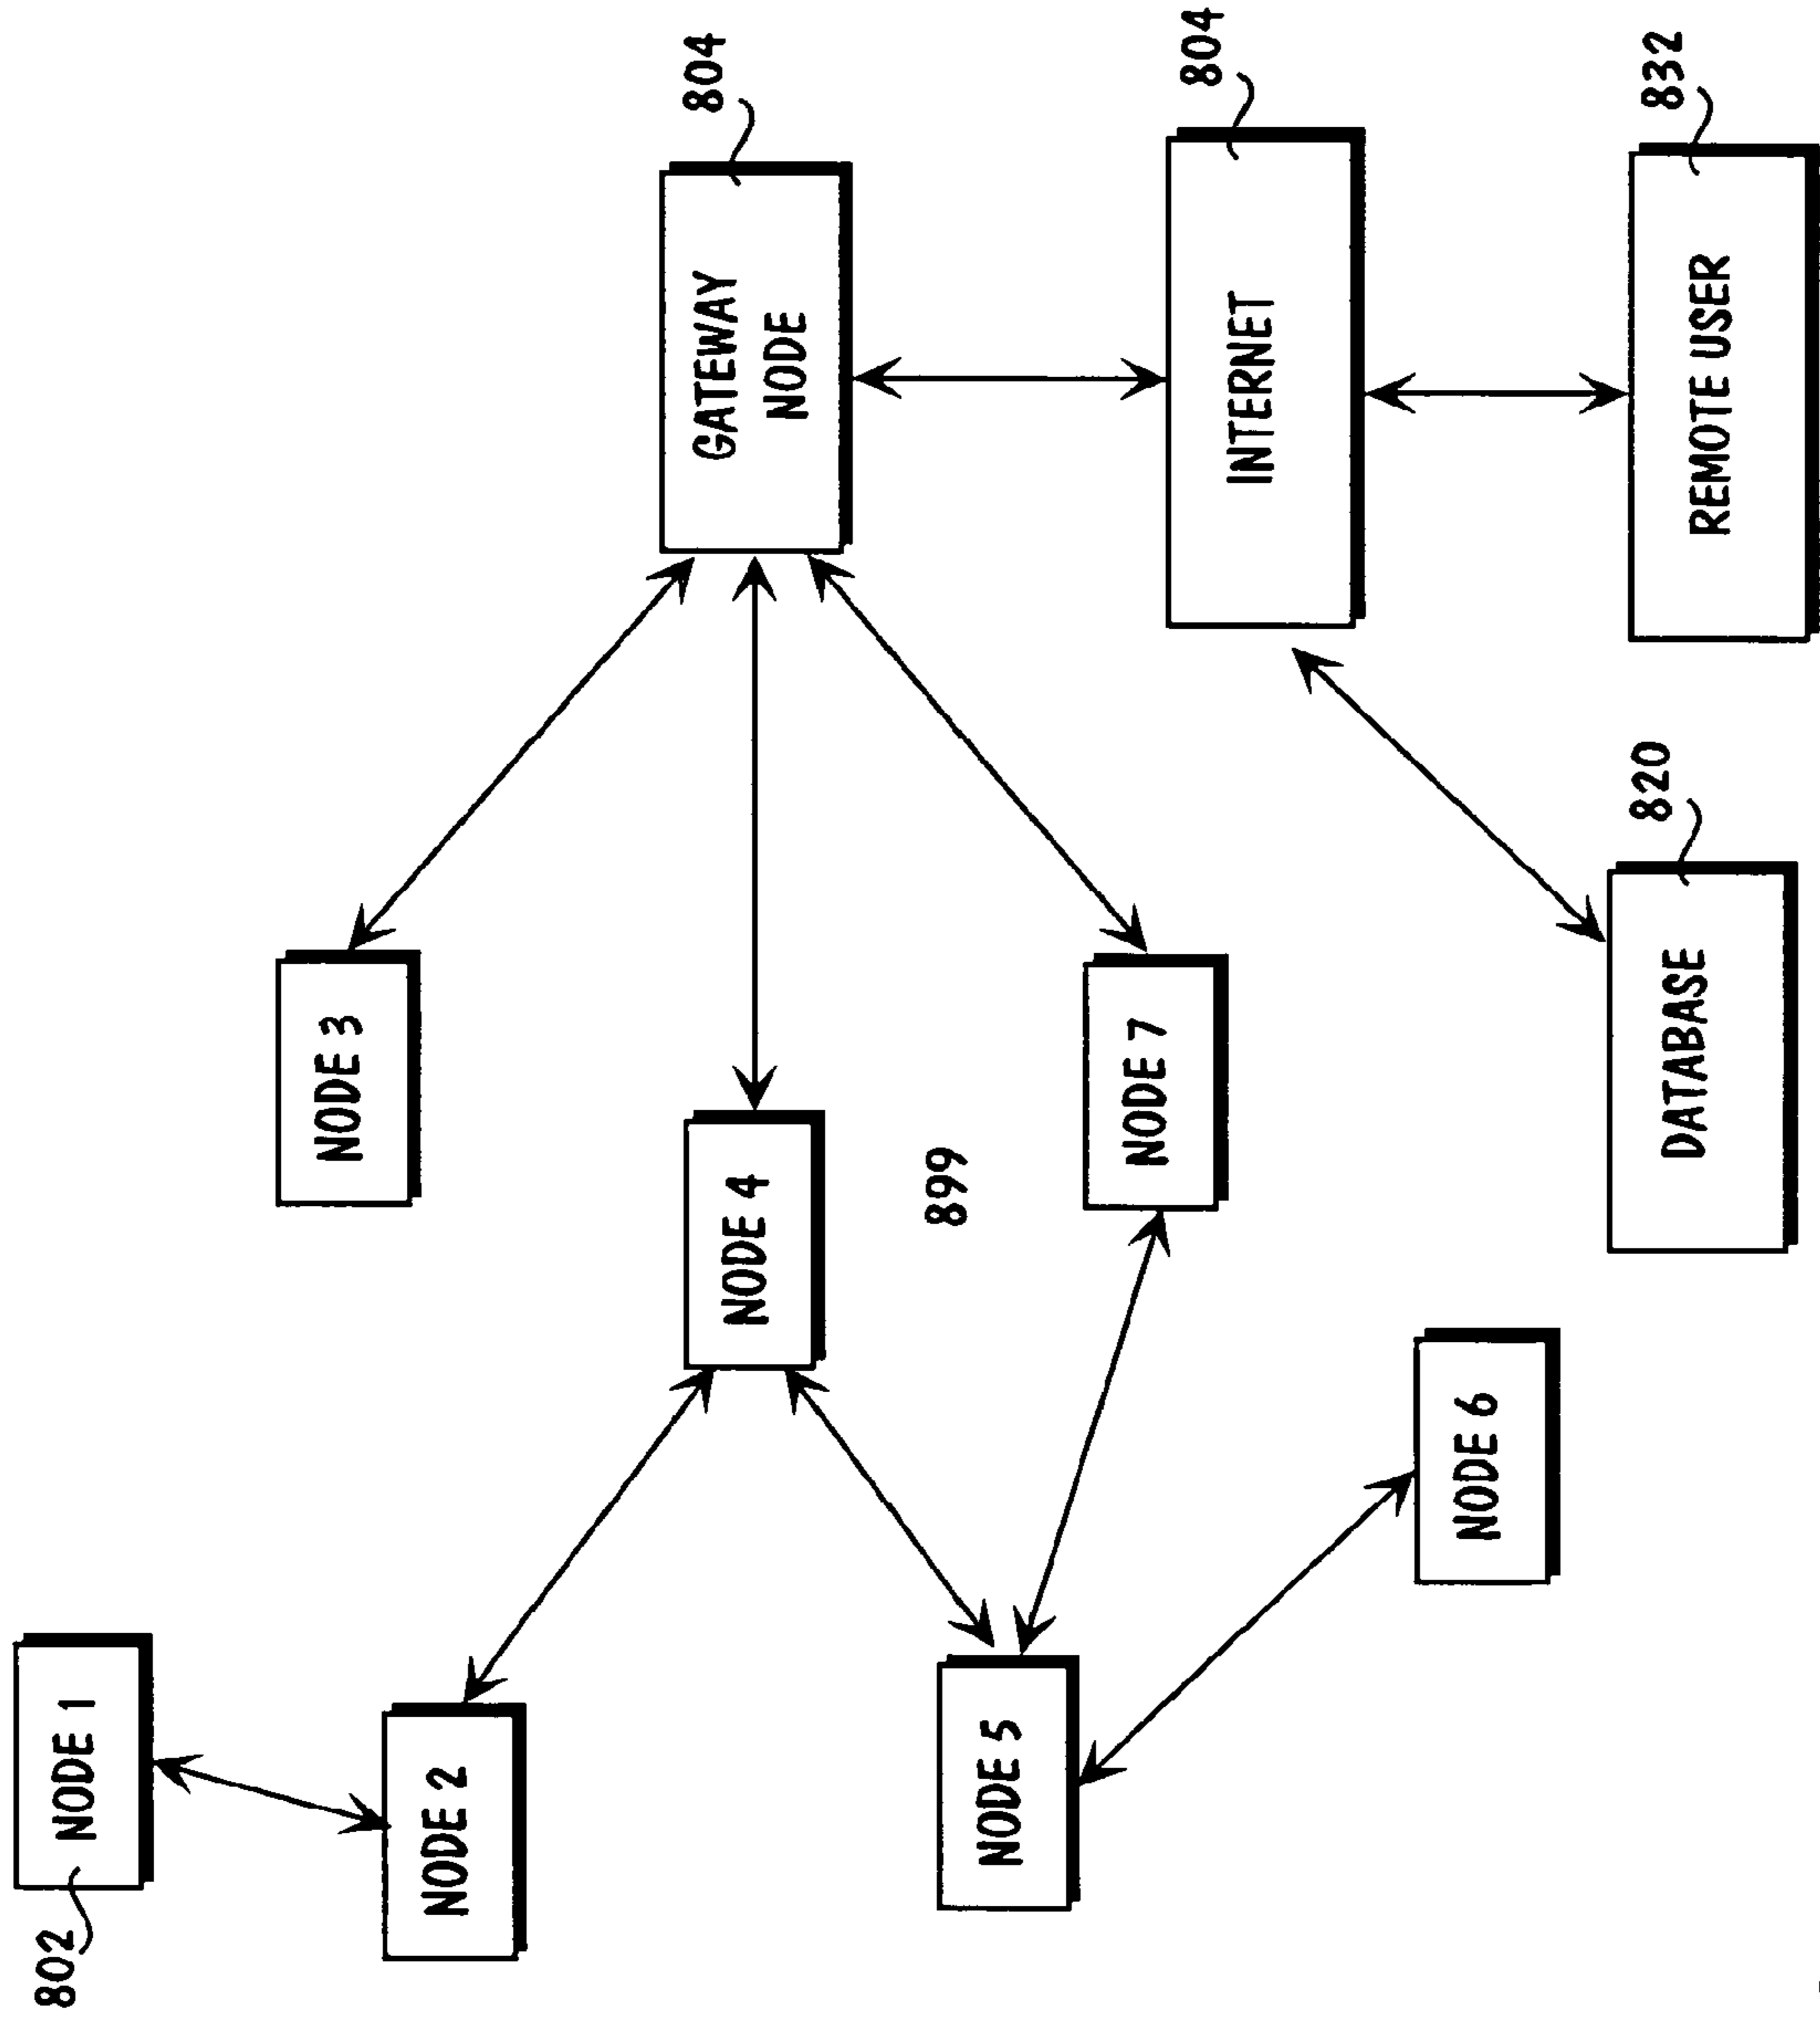 802
NODE 1
NODE 2
NODE 3
NODE 4
GATEWAY
NODE
804
899
NODE 5
NODE 7
INTERNET
804
NODE 6
DATABASE
820
REMOTE USER
832